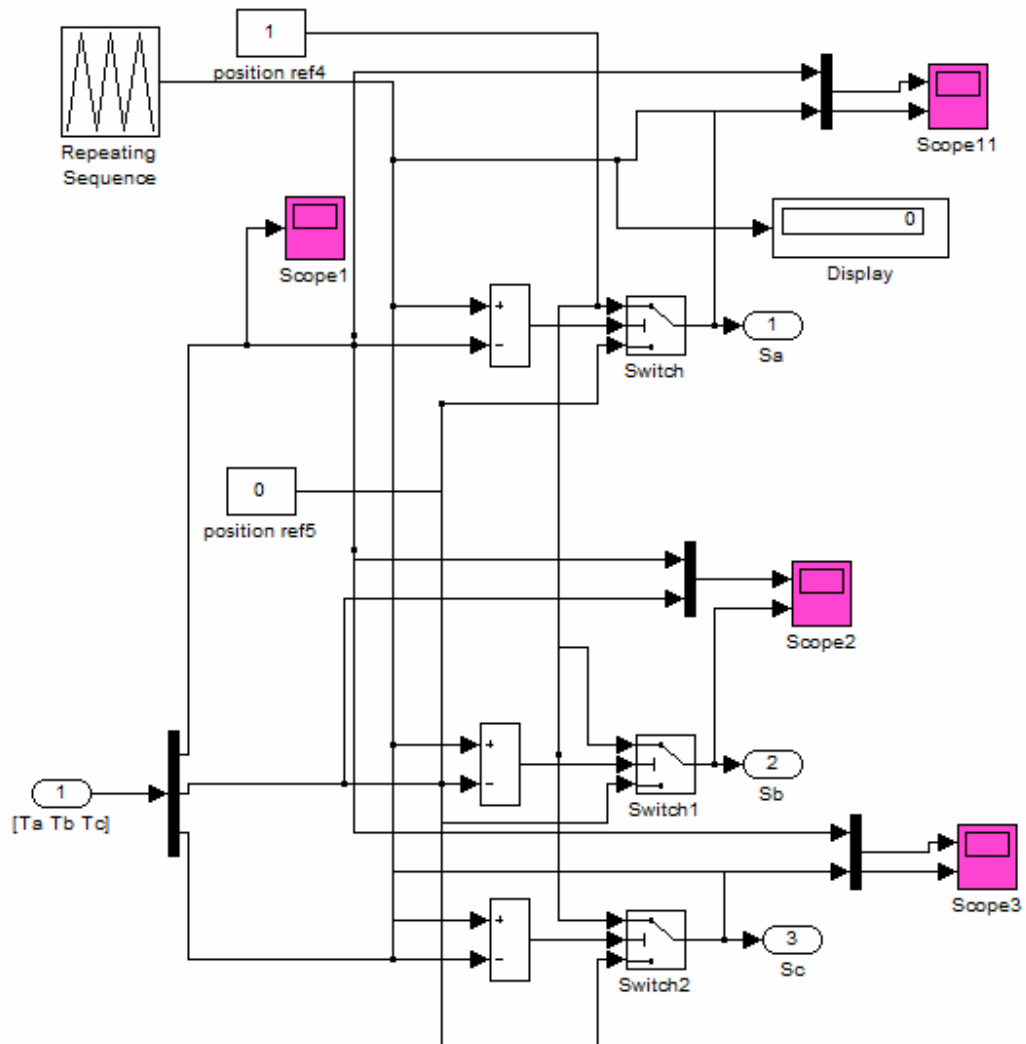 1
position ref4
Repeating
Sequence
Scope11
Scope1
0
Display
+
−
Switch
1
Sa
0
position ref5
Scope2
+
−
Switch1
2
Sb
1
[Ta Tb Tc]
Scope3
+
−
Switch2
3
Sc